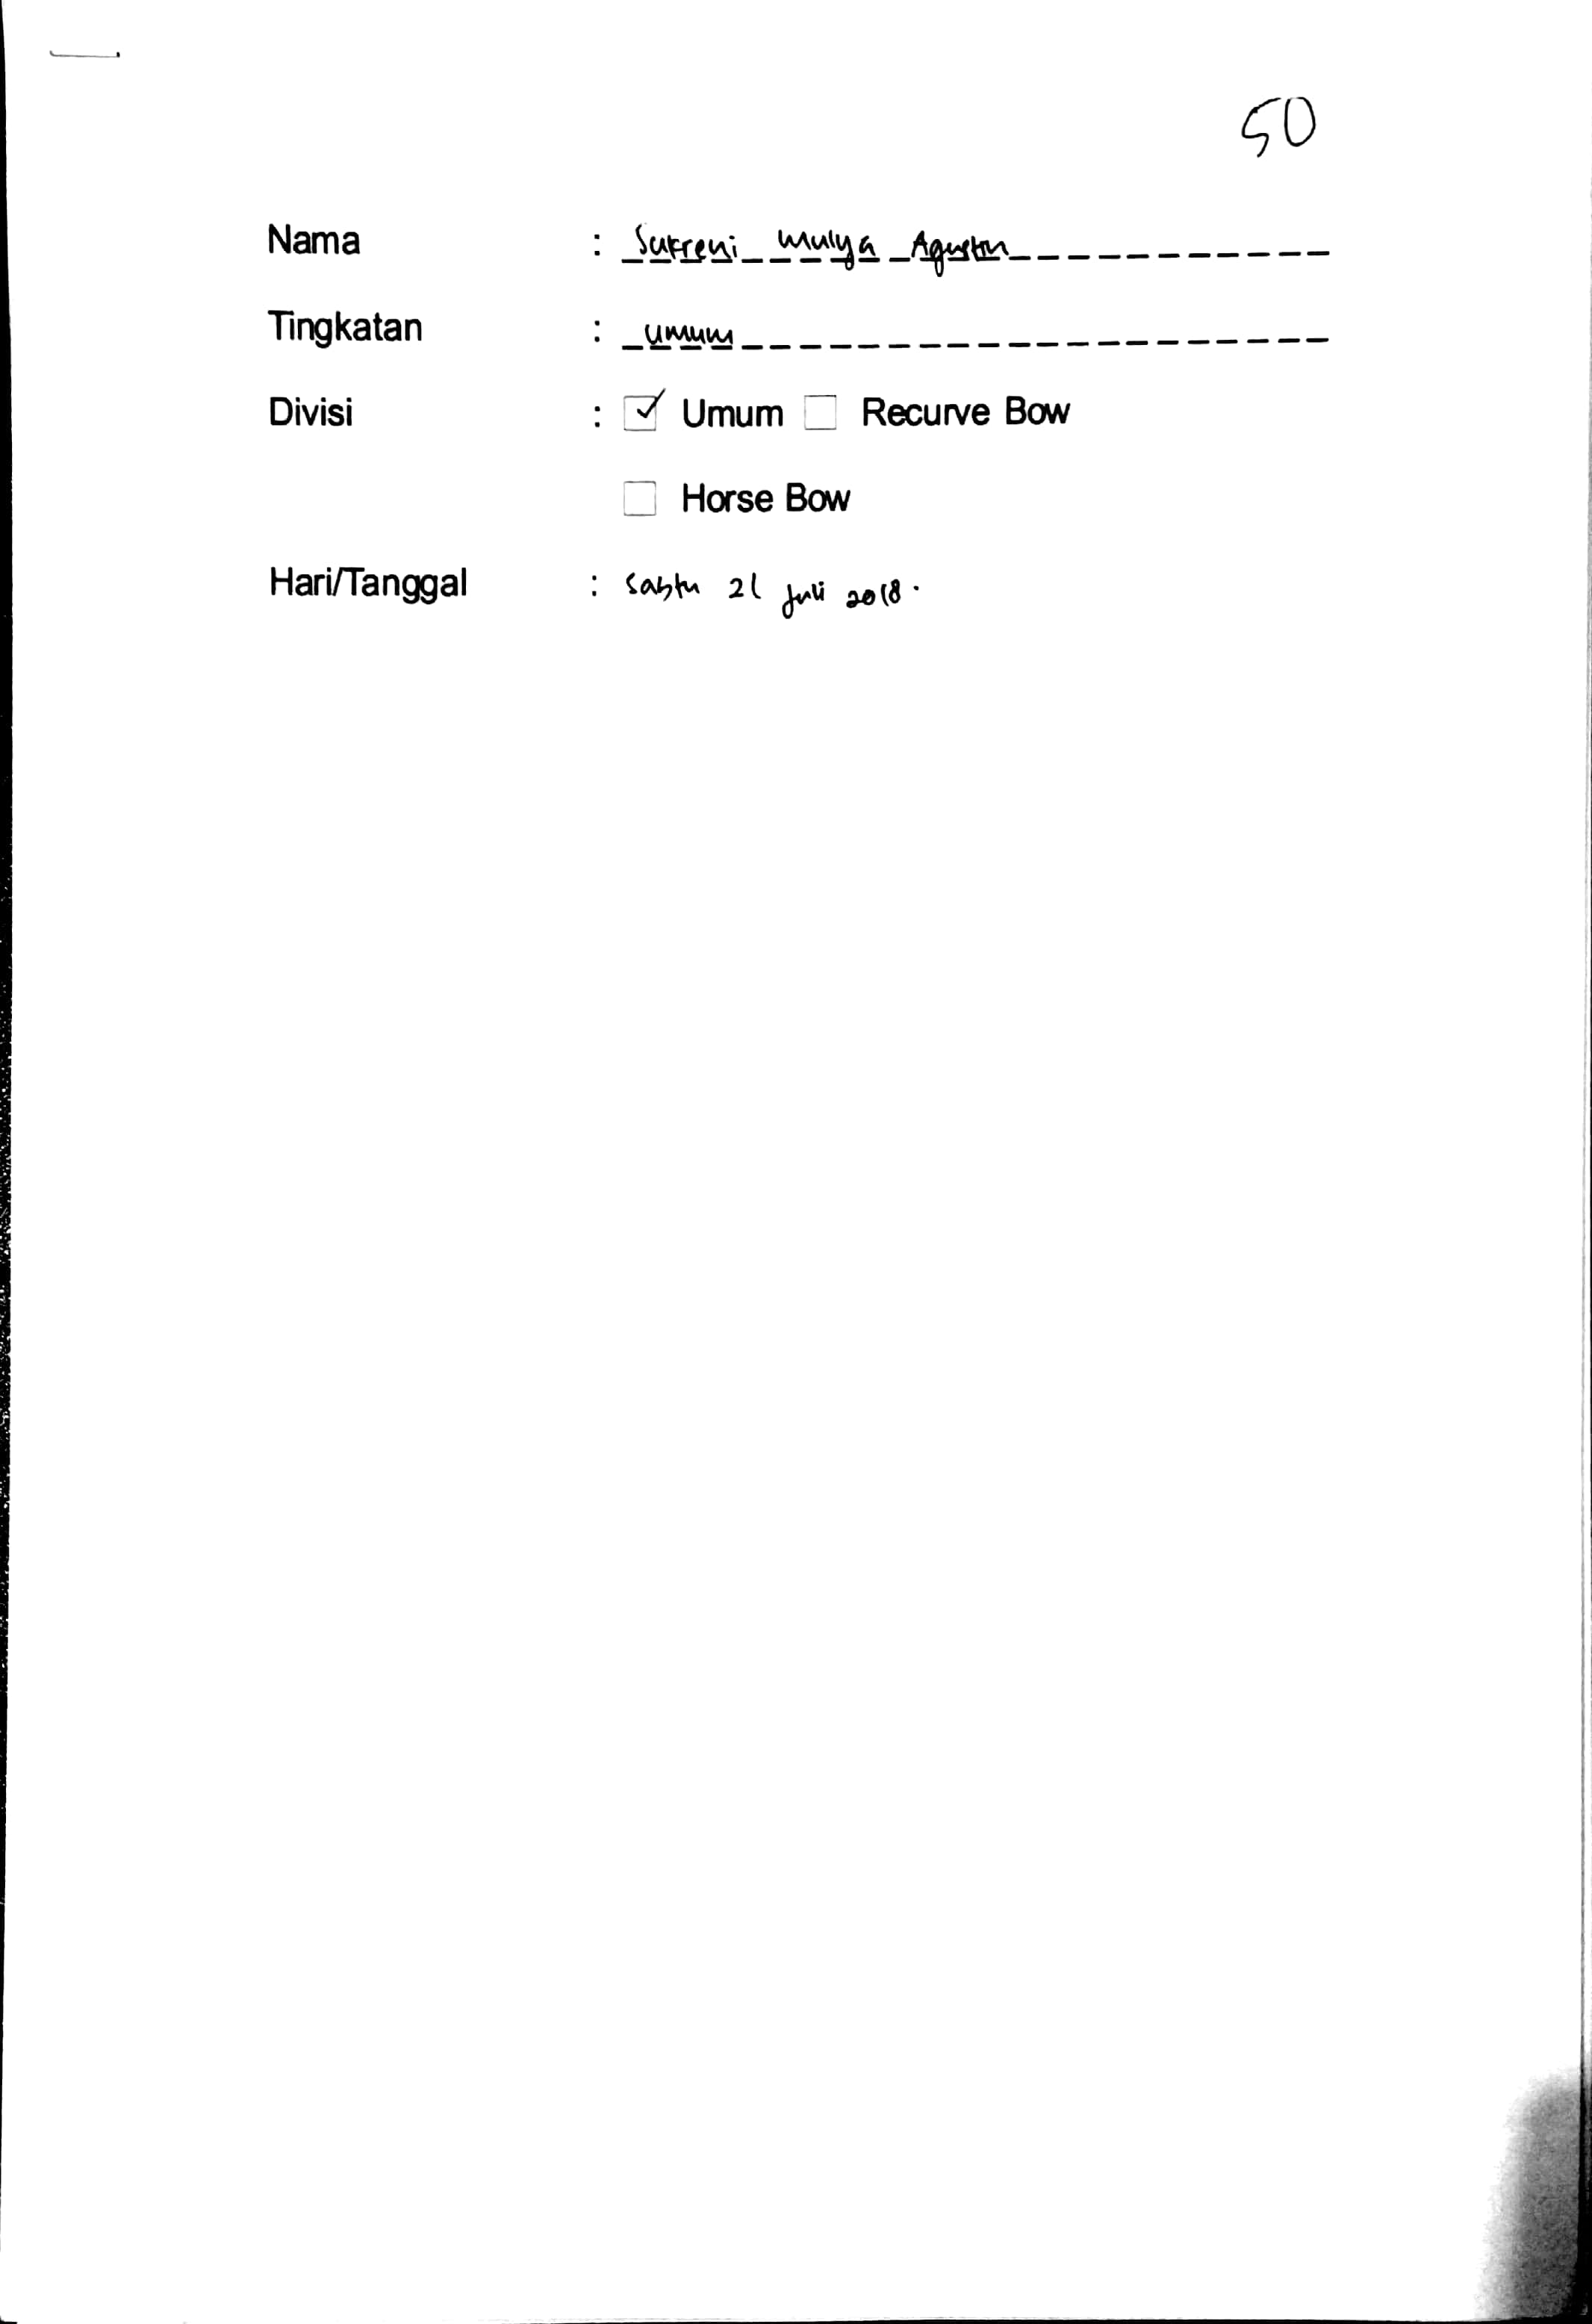 50
Nama : Sukreni Mulya Agustin
Tingkatan : umum
Divisi : Umum Recurve Bow
Horse Bow
Hari/Tanggal : Sabtu 21 Juli 2018.